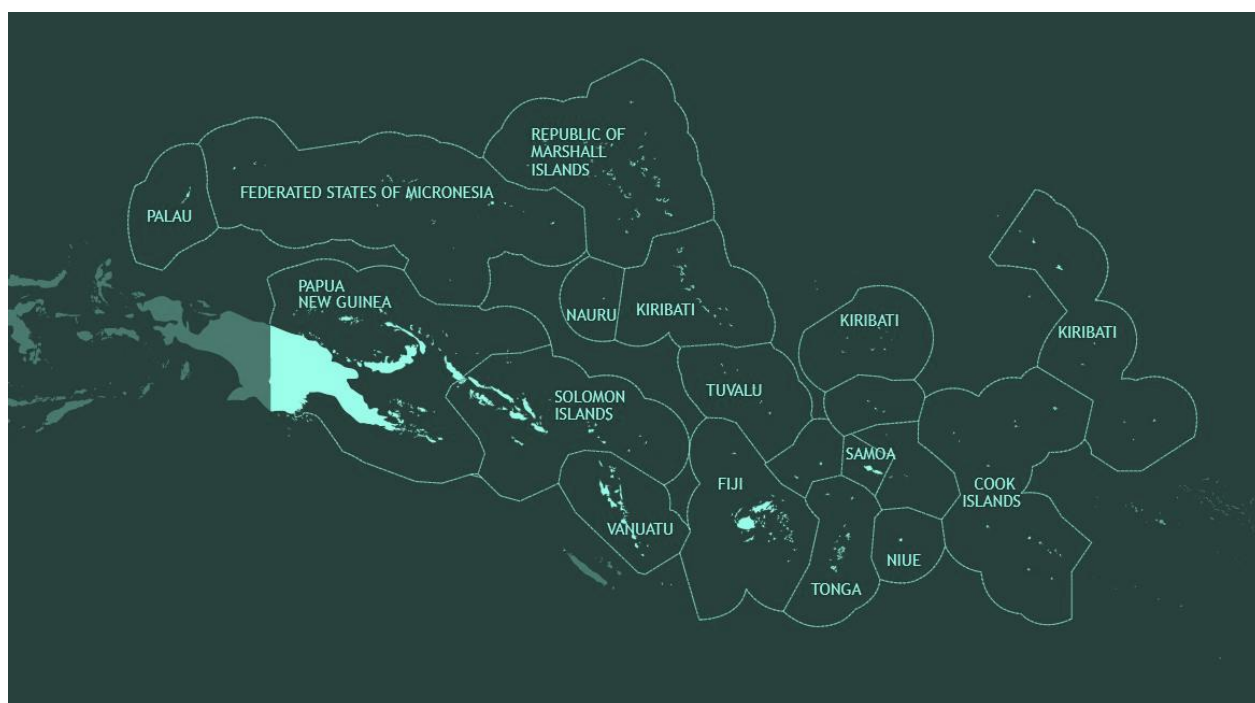 REPUBLIC OF
MARSHALL
ISLANDS
FEDERATED STATES OF MICRONESIA
PALAU
PAPUA
NEW GUINEA
NAURU
KIRIBATI
KIRIBATI
KIRIBATI
TUVALU
SOLOMON
ISLANDS
SAMOA
FIJI
COOK
ISLANDS
VANUATU
NIUE
TONGA